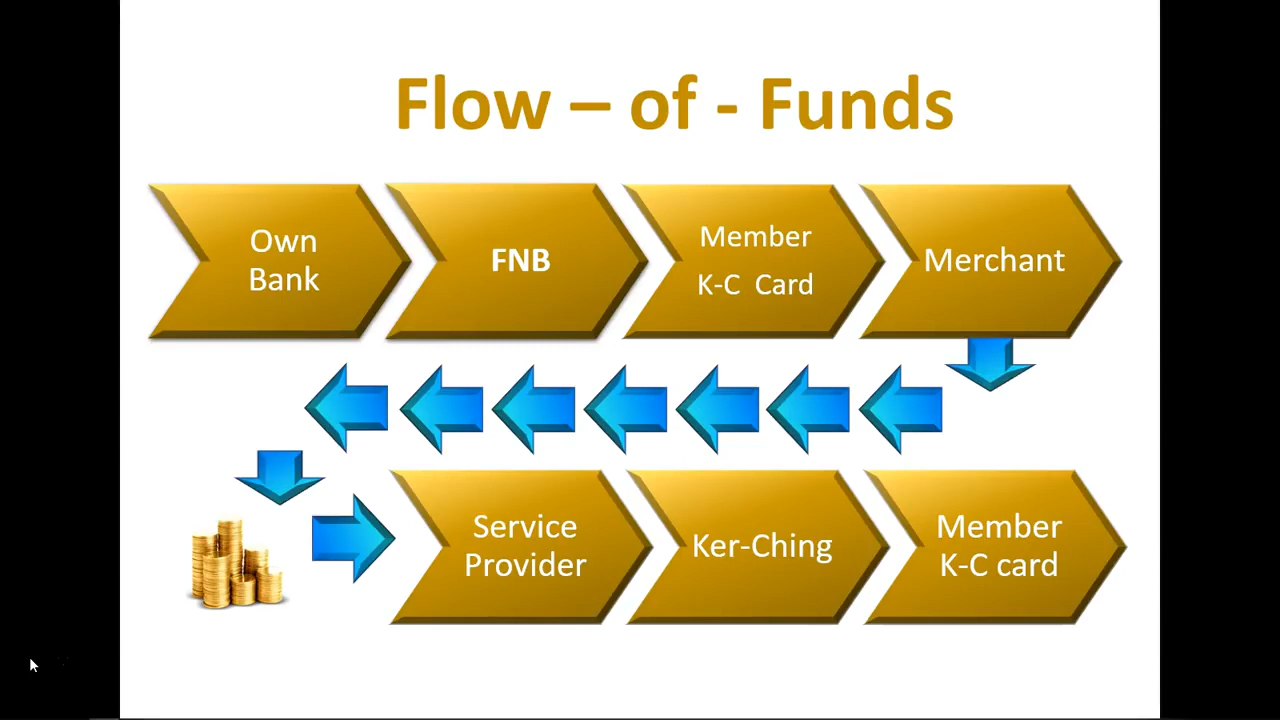 Flow – of - Funds
Own
Bank
FNB
Member
K-C Card
Merchant
Service
Provider
Ker-Ching
Member
K-C card